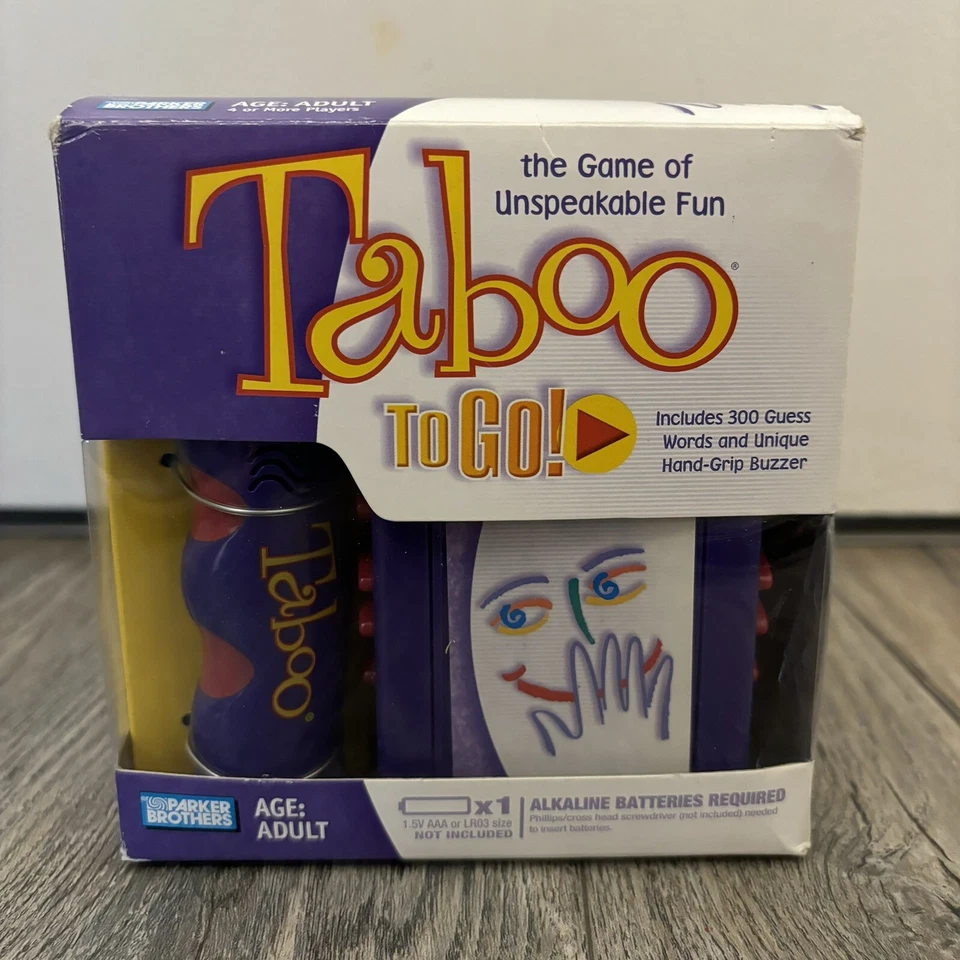 PARKER
BROTHERS
AGE: ADULT
4 or More Players
the Game of
Unspeakable Fun
Taboo®
TO GO!
Includes 300 Guess
Words and Unique
Hand-Grip Buzzer
Taboo®
PARKER
BROTHERS
AGE:
ADULT
x1
1.5V AAA or LR03 size
NOT INCLUDED
ALKALINE BATTERIES REQUIRED
Phillips/cross head screwdriver (not included) needed
to insert batteries.